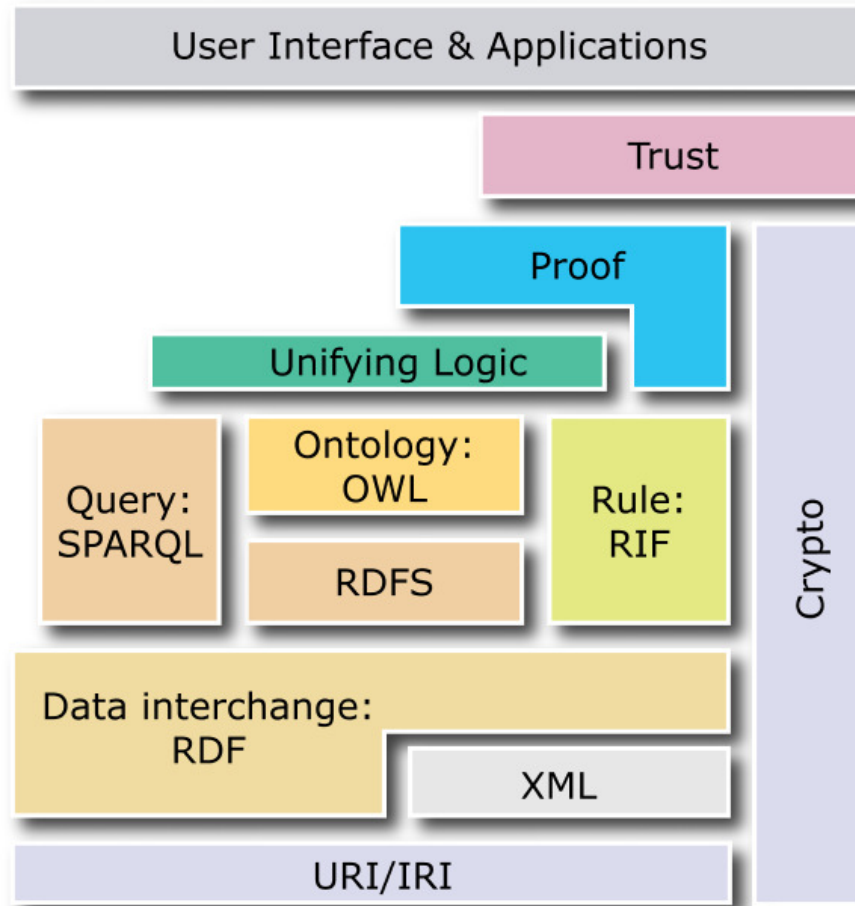 User Interface & Applications
Trust
Proof
Unifying Logic
Query:
SPARQL
Ontology:
OWL
RDFS
Rule:
RIF
Crypto
Data interchange:
RDF
XML
URI/IRI